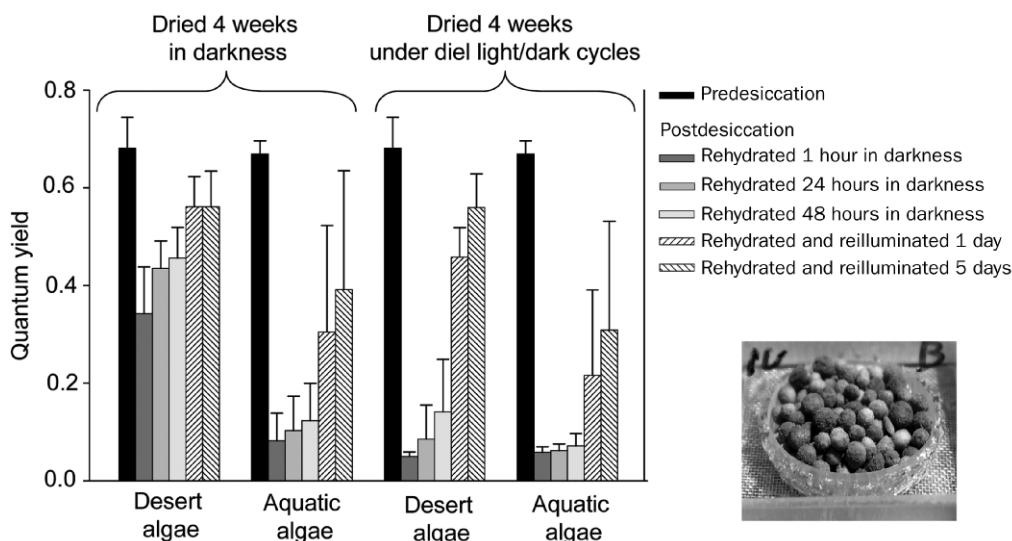 Dried 4 weeks
in darkness
Dried 4 weeks
under diel light/dark cycles
0.8
0.6
0.4
0.2
0.0
Quantum yield
Desert
algae
Aquatic
algae
Desert
algae
Aquatic
algae
Predesiccation
Postdesiccation
Rehydrated 1 hour in darkness
Rehydrated 24 hours in darkness
Rehydrated 48 hours in darkness
Rehydrated and reilluminated 1 day
Rehydrated and reilluminated 5 days
B